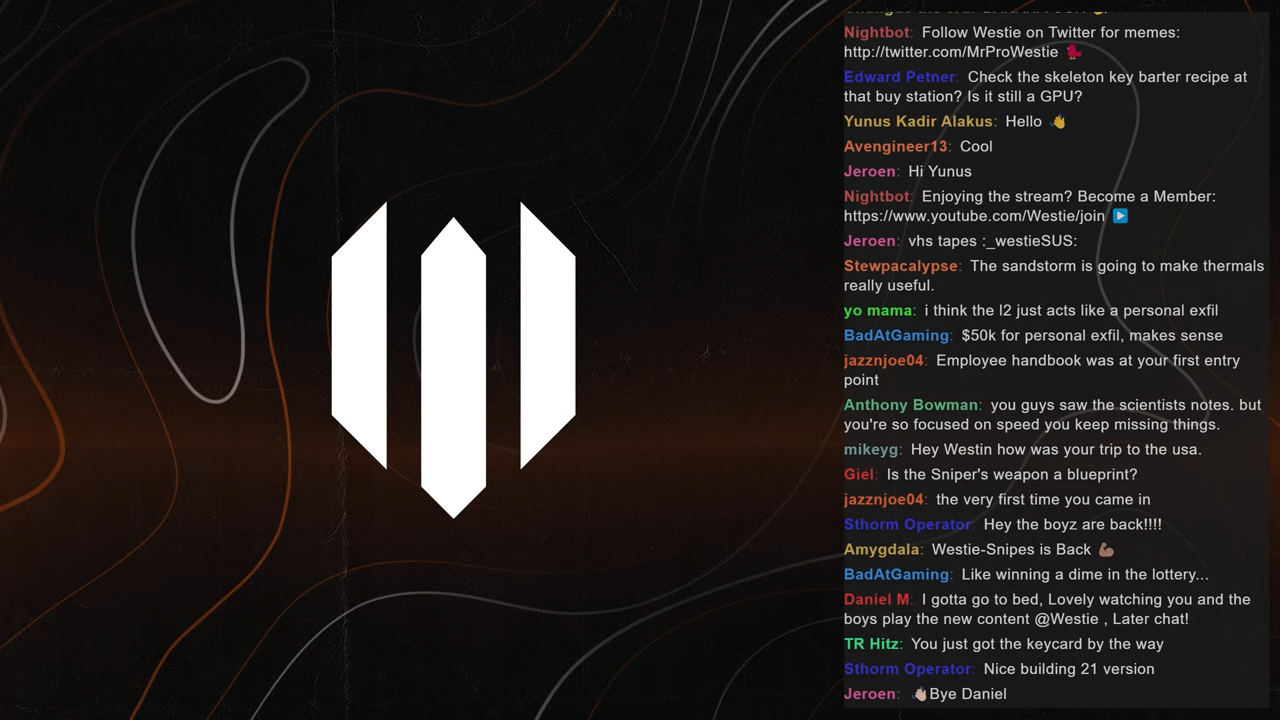 Nightbot: Follow Westie on Twitter for memes:
http://twitter.com/MrProWestie
Edward Petner: Check the skeleton key barter recipe at
that buy station? Is it still a GPU?
Yunus Kadir Alakus: Hello 👋
Avengineer13: Cool
Jeroen: Hi Yunus
Nightbot: Enjoying the stream? Become a Member:
https://www.youtube.com/Westie/join ▶️
Jeroen: vhs tapes :_westieSUS:
Stewpacalypse: The sandstorm is going to make thermals
really useful.
yo mama: i think the l2 just acts like a personal exfil
BadAtGaming: $50k for personal exfil, makes sense
jazznjoe04: Employee handbook was at your first entry
point
Anthony Bowman: you guys saw the scientists notes. but
you're so focused on speed you keep missing things.
mikeyg: Hey Westin how was your trip to the usa.
Giel: Is the Sniper's weapon a blueprint?
jazznjoe04: the very first time you came in
Sthorm Operator: Hey the boyz are back!!!!
Amygdala: Westie-Snipes is Back 💪🏽
BadAtGaming: Like winning a dime in the lottery...
Daniel M: I gotta go to bed, Lovely watching you and the
boys play the new content @Westie , Later chat!
TR Hitz: You just got the keycard by the way
Sthorm Operator: Nice building 21 version
Jeroen: 👋🏼Bye Daniel